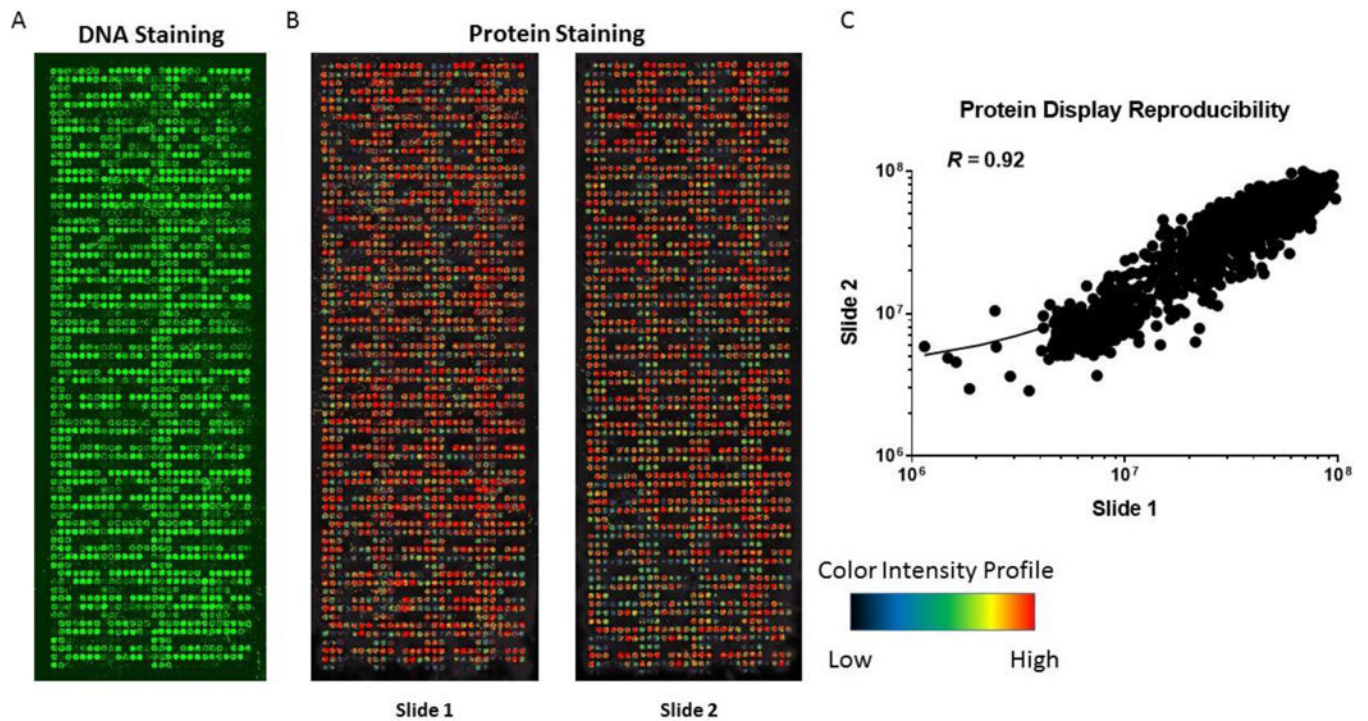 A
DNA Staining
B
Protein Staining
Slide 1
Slide 2
C
Protein Display Reproducibility
R = 0.92
10⁸
10⁷
10⁶
Slide 2
10⁶
10⁷
10⁸
Slide 1
Color Intensity Profile
Low
High